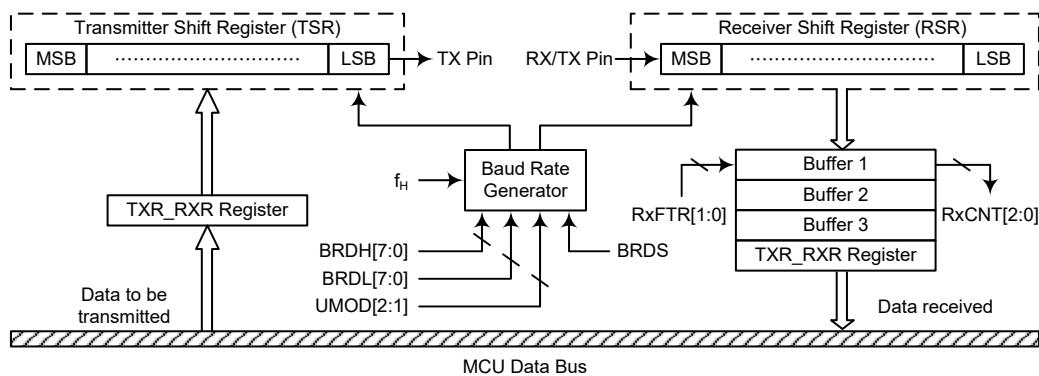 Transmitter Shift Register (TSR)
Receiver Shift Register (RSR)
MSB
LSB
TX Pin
RX/TX Pin
MSB
LSB
Baud Rate
Generator
fH
TXR_RXR Register
BRDH[7:0]
BRDL[7:0]
UMOD[2:1]
BRDS
RxFTR[1:0]
Buffer 1
Buffer 2
Buffer 3
TXR_RXR Register
RxCNT[2:0]
Data to be
transmitted
Data received
MCU Data Bus